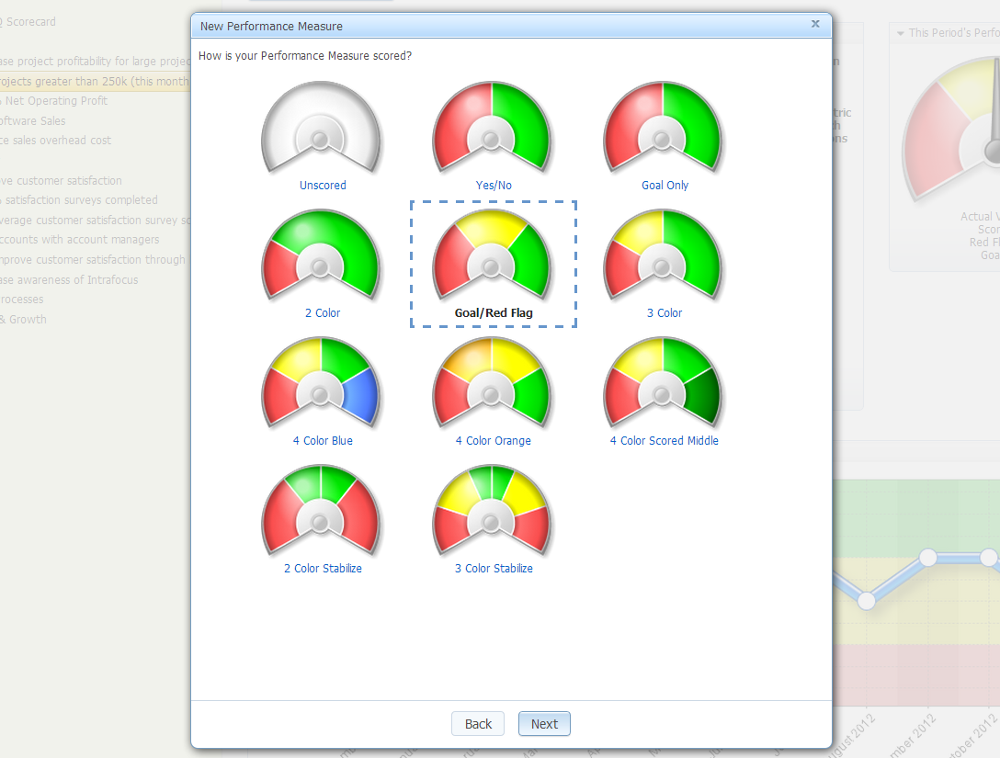 Scorecard
New Performance Measure
x
This Period's Perfo
How is your Performance Measure scored?
ase project profitability for large projec
rojects greater than 250k (this month
Net Operating Profit
oftware Sales
ce sales overhead cost
ve customer satisfaction
satisfaction surveys completed
verage customer satisfaction survey sc
ccounts with account managers
mprove customer satisfaction through
ase awareness of Intrafocus
rocesses
& Growth
Unscored
Yes/No
Goal Only
2 Color
Goal/Red Flag
3 Color
4 Color Blue
4 Color Orange
4 Color Scored Middle
2 Color Stabilize
3 Color Stabilize
n
tric
h
ons
Actual V
Scor
Red Fl
Goa
Back
Next
ugust 2012
mber 2012
tober 2012